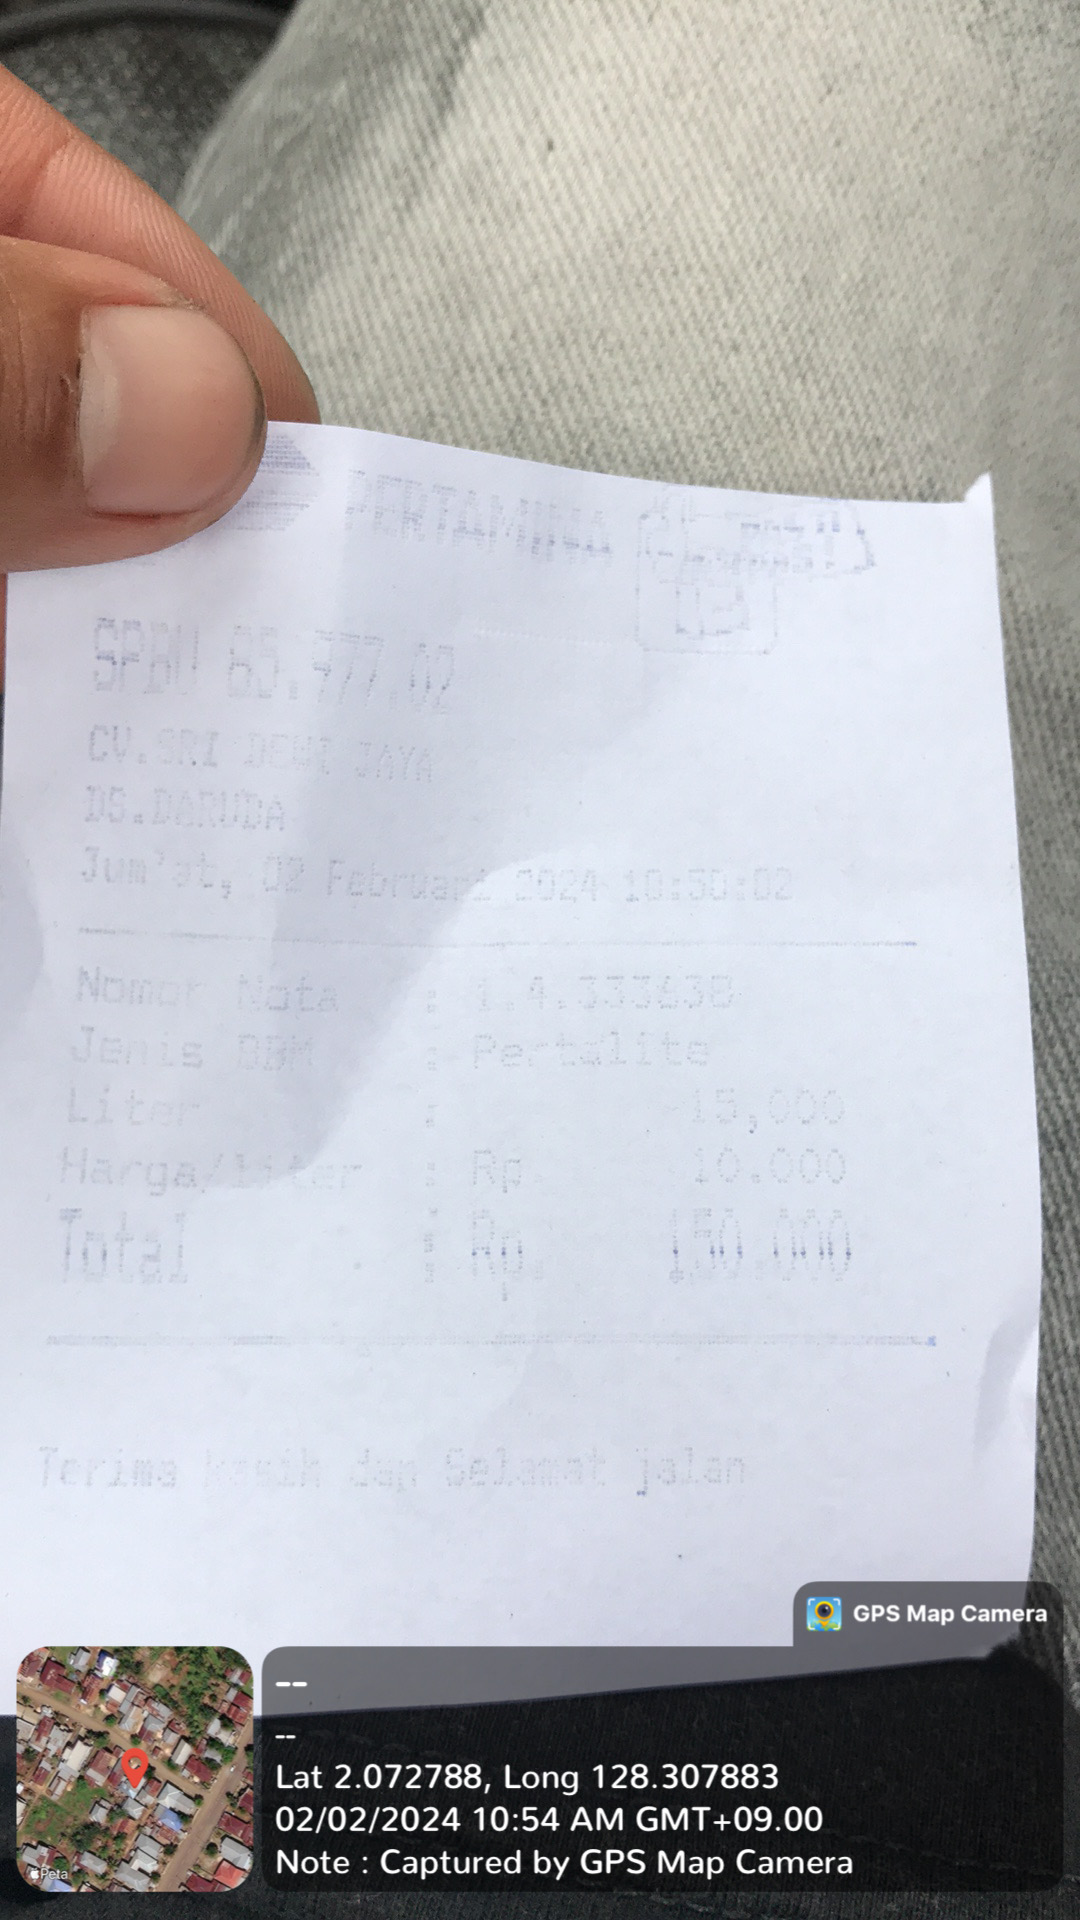 PERTAMINA
SPBU 85.977.02
CV.SRI DEWI JAYA
DS.DARUDA
Jum'at, 02 Februari 2024 10:50:02
Nomor Nota : 1.4.333638
Jenis BBM : Pertalite
Liter : 15,000
Harga/Liter : Rp. 10.000
Total : Rp. 150.000
Terima kasih dan Selamat jalan
GPS Map Camera
--
--
Lat 2.072788, Long 128.307883
02/02/2024 10:54 AM GMT+09.00
Note : Captured by GPS Map Camera
Peta